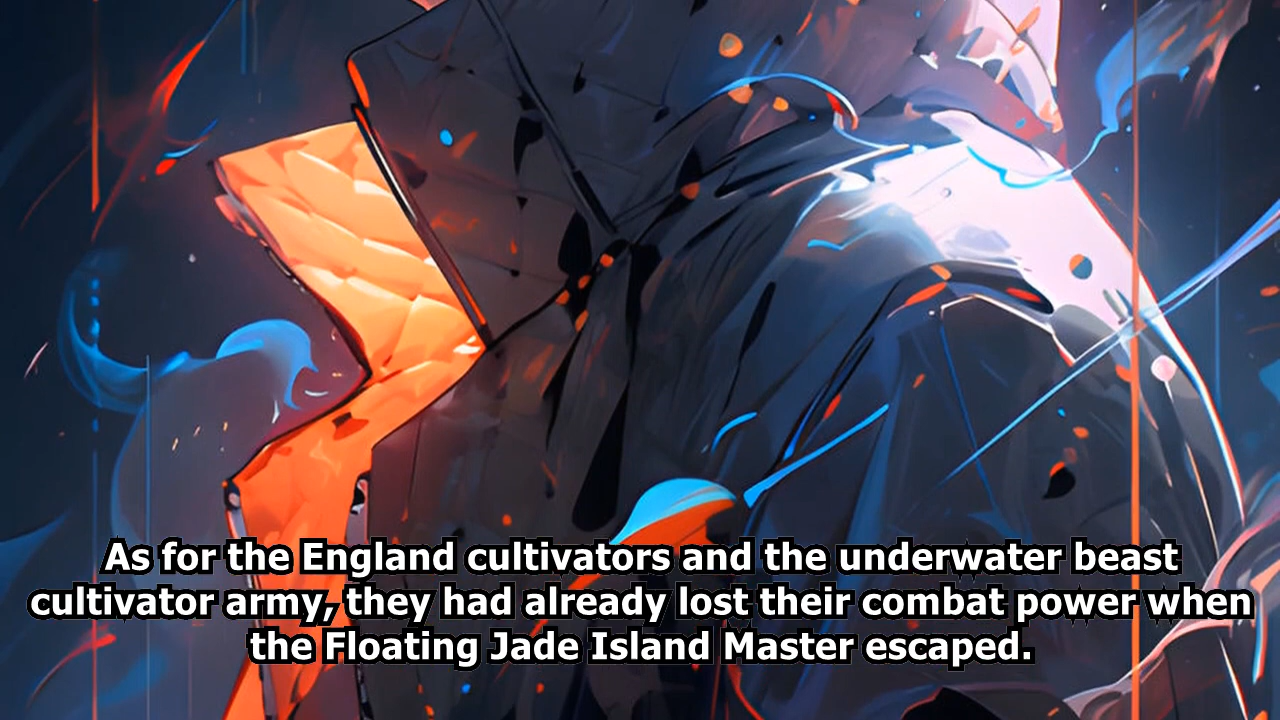 As for the England cultivators and the underwater beast
cultivator army, they had already lost their combat power when
the Floating Jade Island Master escaped.